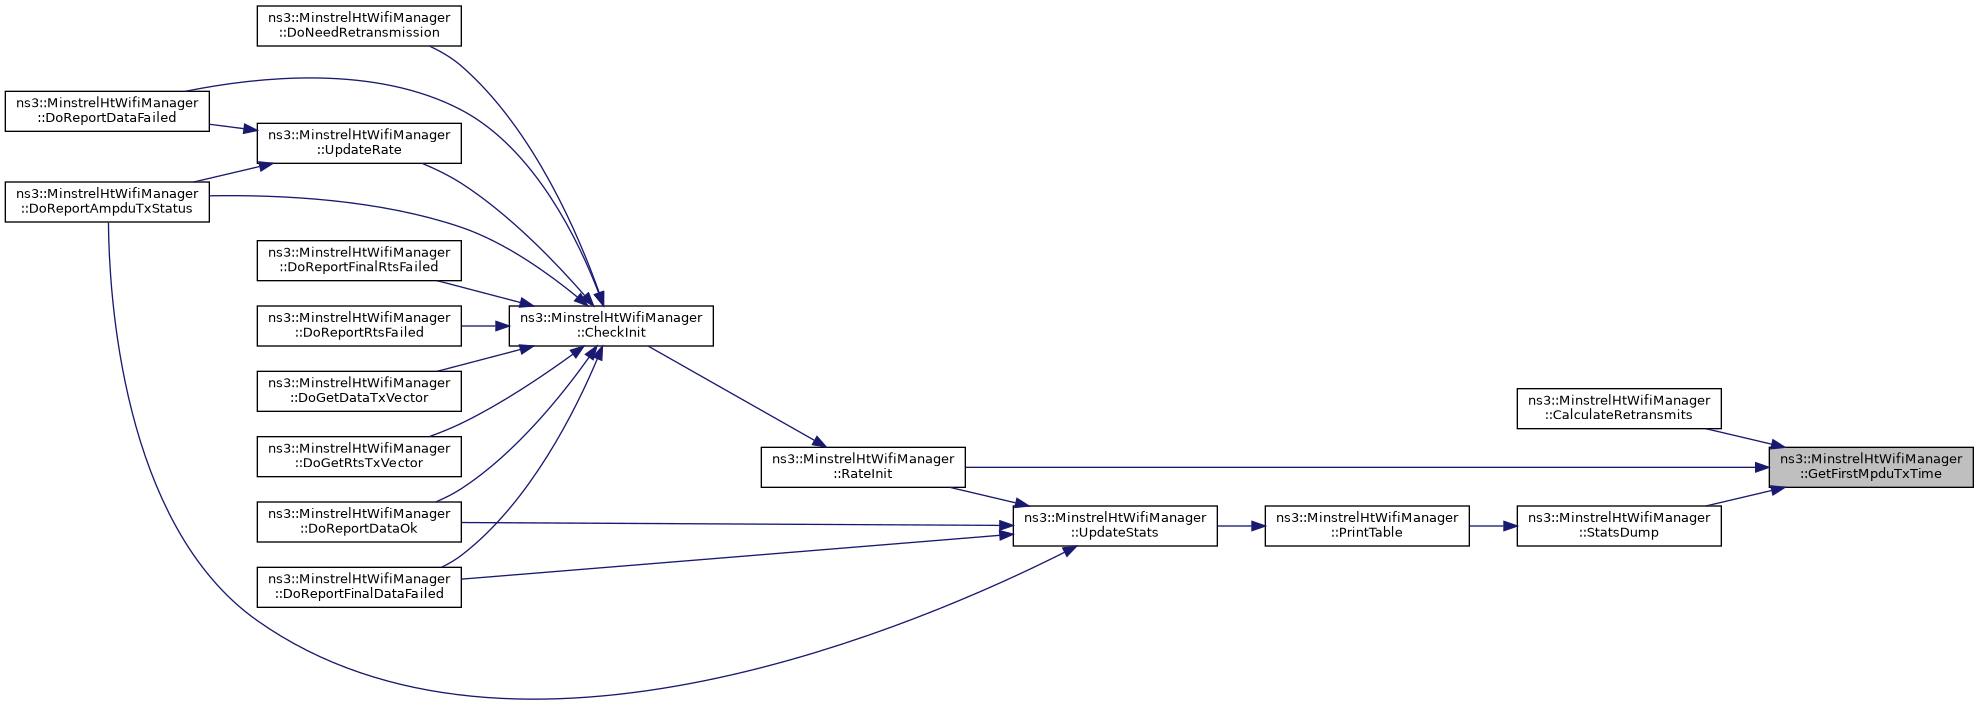 ns3::MinstrelHtWifiManager
::DoNeedRetransmission
ns3::MinstrelHtWifiManager
::DoReportDataFailed
ns3::MinstrelHtWifiManager
::UpdateRate
ns3::MinstrelHtWifiManager
::DoReportAmpduTxStatus
ns3::MinstrelHtWifiManager
::DoReportFinalRtsFailed
ns3::MinstrelHtWifiManager
::DoReportRtsFailed
ns3::MinstrelHtWifiManager
::CheckInit
ns3::MinstrelHtWifiManager
::DoGetDataTxVector
ns3::MinstrelHtWifiManager
::DoGetRtsTxVector
ns3::MinstrelHtWifiManager
::DoReportDataOk
ns3::MinstrelHtWifiManager
::DoReportFinalDataFailed
ns3::MinstrelHtWifiManager
::RateInit
ns3::MinstrelHtWifiManager
::UpdateStats
ns3::MinstrelHtWifiManager
::PrintTable
ns3::MinstrelHtWifiManager
::CalculateRetransmits
ns3::MinstrelHtWifiManager
::StatsDump
ns3::MinstrelHtWifiManager
::GetFirstMpduTxTime